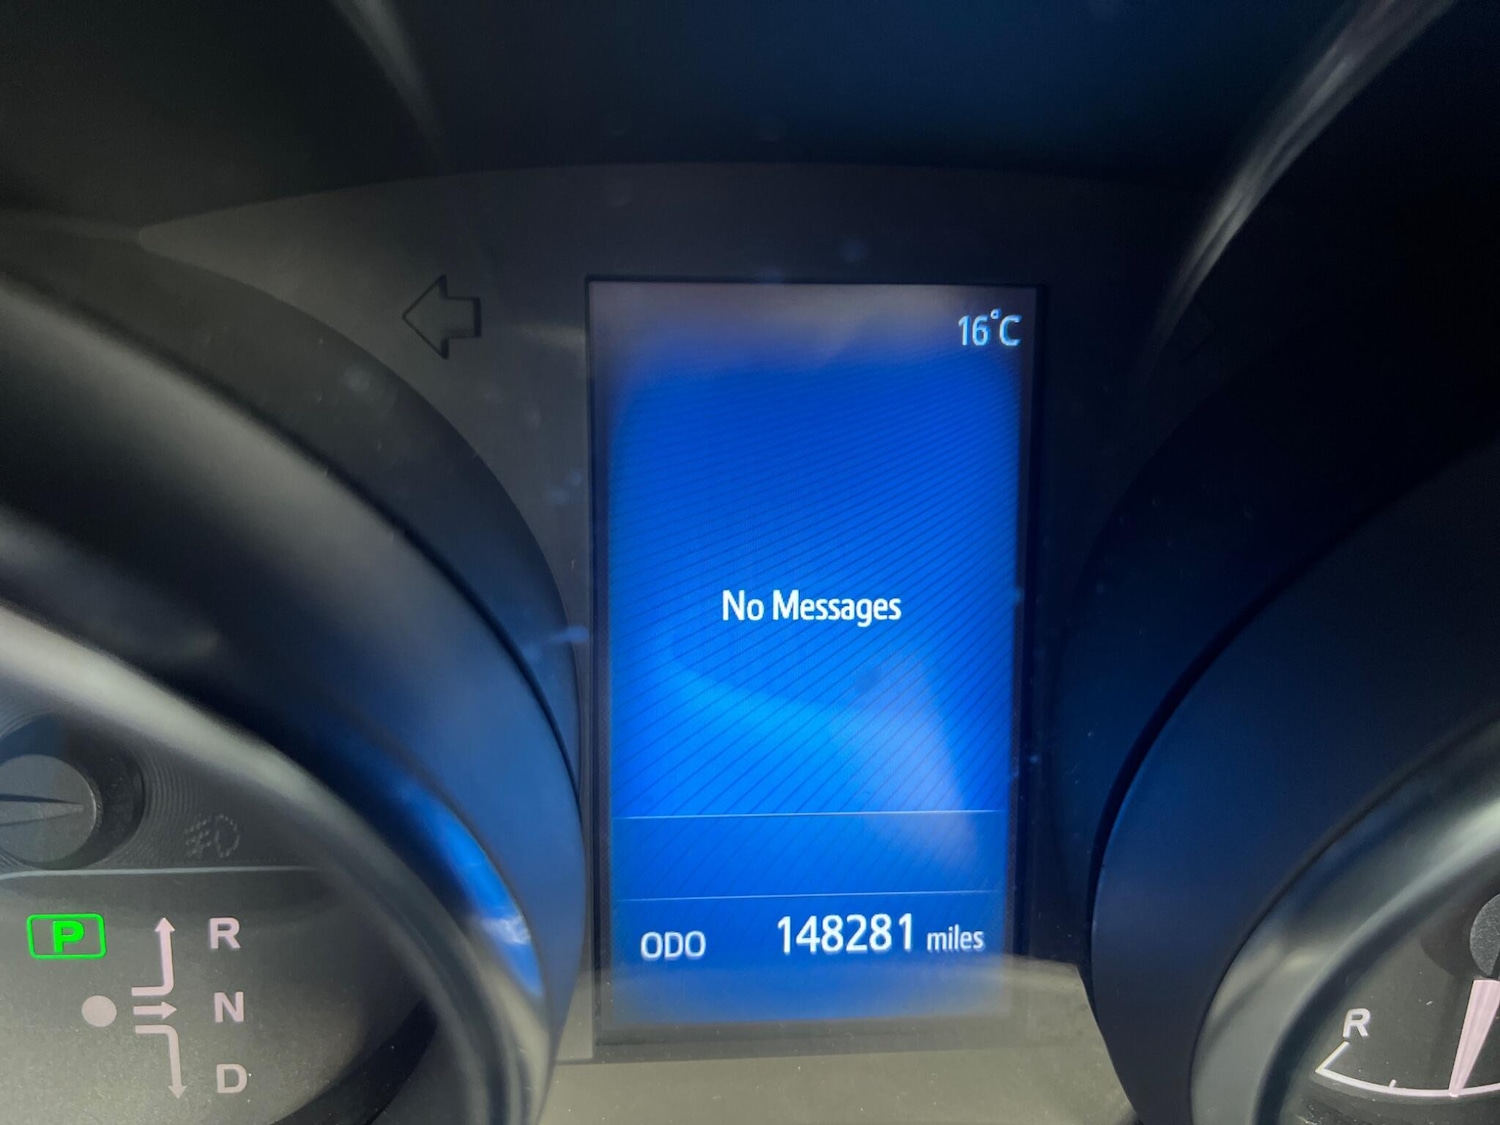 16°C
No Messages
ODO 148281 miles
P
R
N
D
R